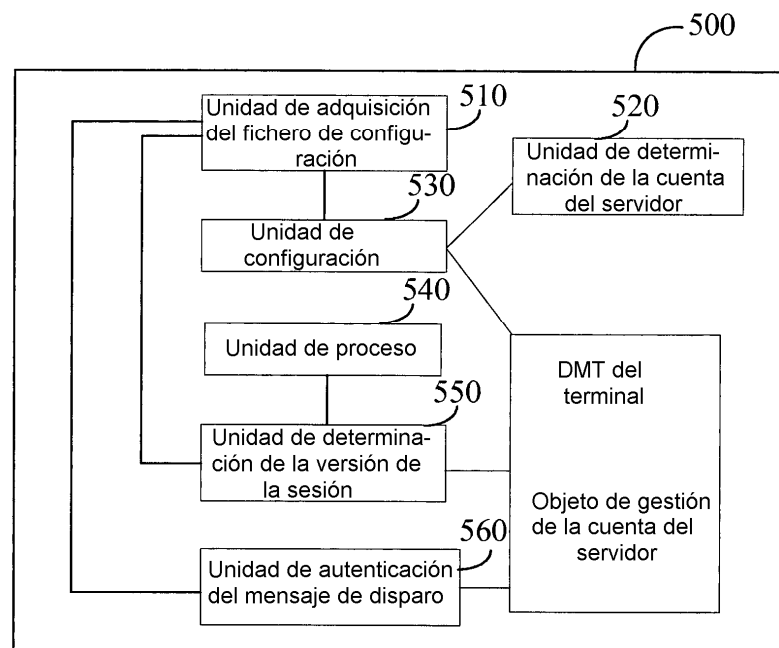 500
510
Unidad de adquisición
del fichero de configu-
ración
520
Unidad de determi-
nación de la cuenta
del servidor
530
Unidad de
configuración
540
Unidad de proceso
550
Unidad de determina-
ción de la versión de
la sesión
DMT del
terminal
Objeto de gestión
de la cuenta del
servidor
560
Unidad de autenticación
del mensaje de disparo